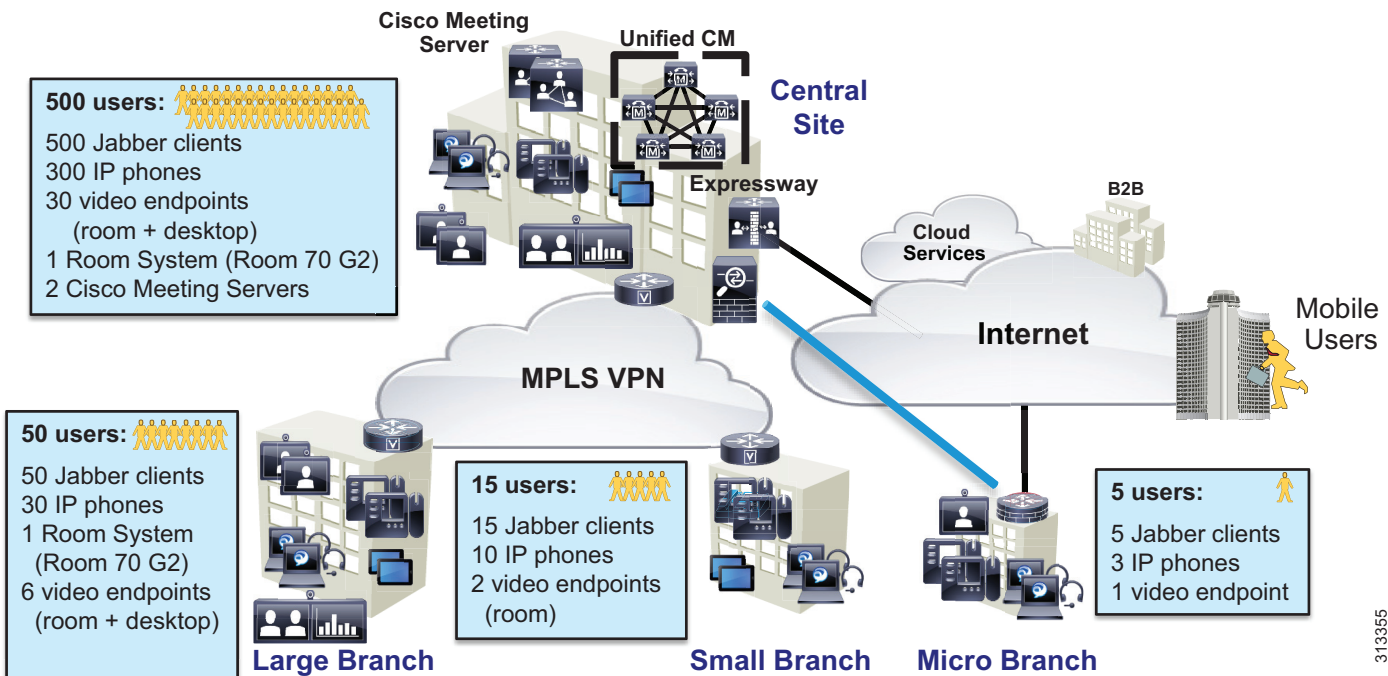 Cisco Meeting
Server
Unified CM
Central
Site
500 users:
500 Jabber clients
300 IP phones
30 video endpoints
(room + desktop)
1 Room System (Room 70 G2)
2 Cisco Meeting Servers
M
M
M
M
M
Expressway
V
B2B
Cloud
Services
Internet
Mobile
Users
MPLS VPN
50 users:
50 Jabber clients
30 IP phones
1 Room System
(Room 70 G2)
6 video endpoints
(room + desktop)
V
Large Branch
15 users:
15 Jabber clients
10 IP phones
2 video endpoints
(room)
V
Small Branch
Micro Branch
5 users:
5 Jabber clients
3 IP phones
1 video endpoint
313355